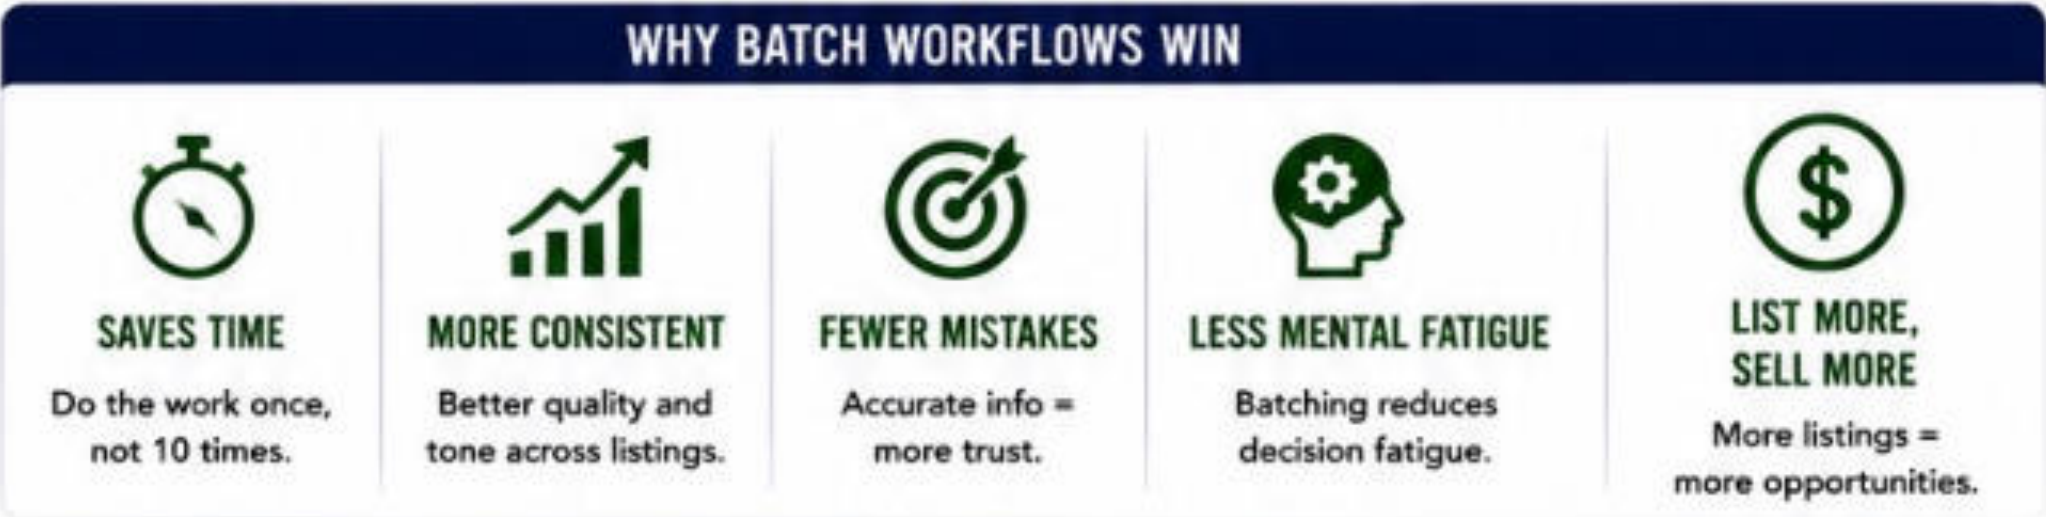 WHY BATCH WORKFLOWS WIN
SAVES TIME
Do the work once,
not 10 times.
MORE CONSISTENT
Better quality and
tone across listings.
FEWER MISTAKES
Accurate info =
more trust.
LESS MENTAL FATIGUE
Batching reduces
decision fatigue.
$
LIST MORE,
SELL MORE
More listings =
more opportunities.